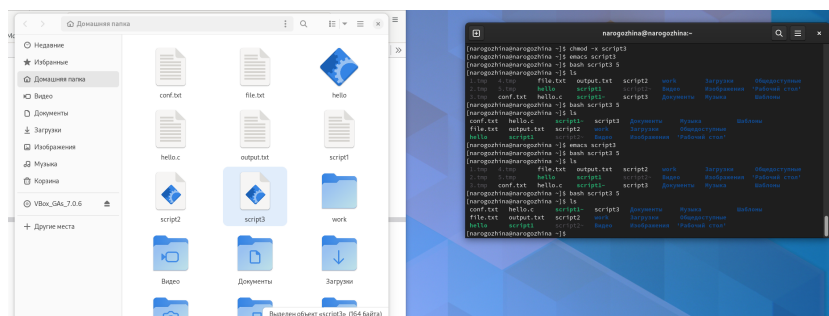 Домашняя папка
Недавние
Избранные
Домашняя папка
Видео
Документы
Загрузки
Изображения
Музыка
Корзина
VBox_GAs_7.0.6
Другие места
conf.txt file.txt hello
hello.c output.txt script1
script2 script3 work
Видео Документы Загрузки
Выделен объект «script3» (164 байта)
narogozhina@narogozhina:~
[narogozhina@narogozhina ~]$ chmod -x script3
[narogozhina@narogozhina ~]$ emacs script3
[narogozhina@narogozhina ~]$ bash script3 5
[narogozhina@narogozhina ~]$ ls
1.tmp 4.tmp file.txt output.txt script2 work Загрузки Общедоступные
2.tmp 5.tmp hello script1 script2~ Видео Изображения 'Рабочий стол'
3.tmp conf.txt hello.c script1~ script3 Документы Музыка Шаблоны
[narogozhina@narogozhina ~]$ bash script3 5
[narogozhina@narogozhina ~]$ ls
conf.txt hello.c script1~ script3 Документы Музыка Шаблоны
file.txt output.txt script2 work Загрузки Общедоступные
hello script1 script2~ Видео Изображения 'Рабочий стол'
[narogozhina@narogozhina ~]$ emacs script3
[narogozhina@narogozhina ~]$ bash script3 5
[narogozhina@narogozhina ~]$ ls
1.tmp 4.tmp file.txt output.txt script2 work Загрузки Общедоступные
2.tmp 5.tmp hello script1 script2~ Видео Изображения 'Рабочий стол'
3.tmp conf.txt hello.c script1~ script3 Документы Музыка Шаблоны
[narogozhina@narogozhina ~]$ bash script3 5
[narogozhina@narogozhina ~]$ ls
conf.txt hello.c script1~ script3 Документы Музыка Шаблоны
file.txt output.txt script2 work Загрузки Общедоступные
hello script1 script2~ Видео Изображения 'Рабочий стол'
[narogozhina@narogozhina ~]$